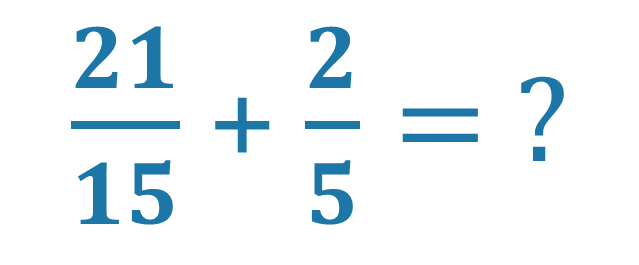 21/15 + 2/5 = ?